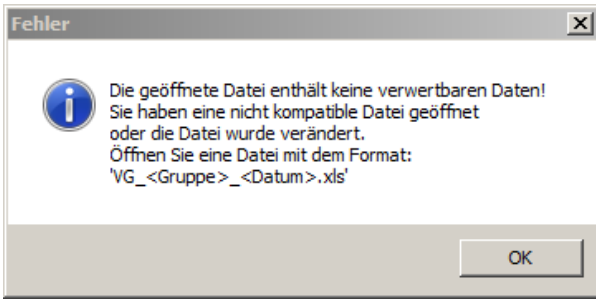 Fehler
Die geöffnete Datei enthält keine verwertbaren Daten!
Sie haben eine nicht kompatible Datei geöffnet
oder die Datei wurde verändert.
Öffnen Sie eine Datei mit dem Format:
'VG_<Gruppe>_<Datum>.xls'
OK